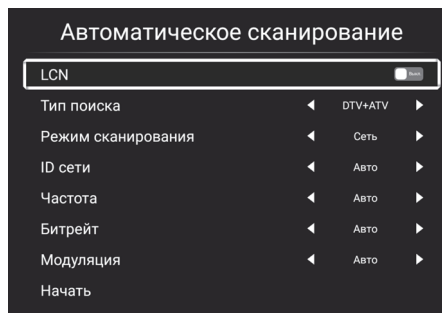 Автоматическое сканирование
LCN Выкл
Тип поиска DTV+ATV
Режим сканирования Сеть
ID сети Авто
Частота Авто
Битрейт Авто
Модуляция Авто
Начать